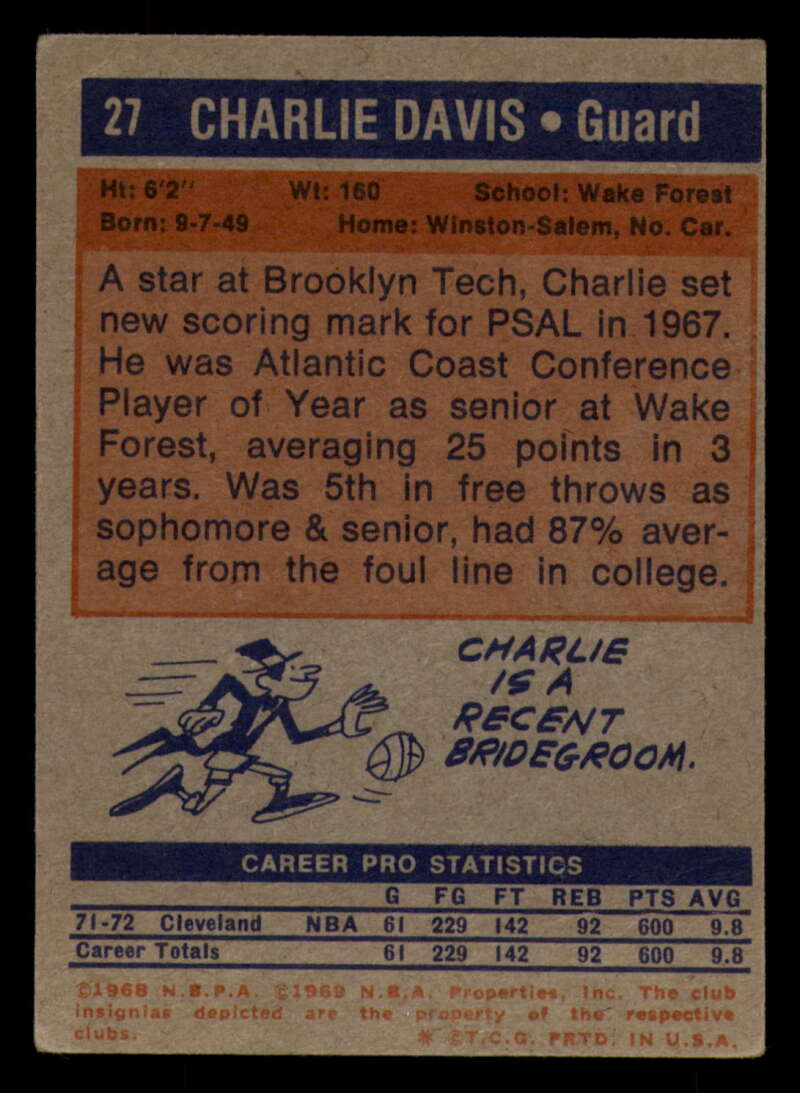 27 CHARLIE DAVIS • Guard
Ht: 6'2" Wt: 160 School: Wake Forest
Born: 9-7-49 Home: Winston-Salem, No. Car.
A star at Brooklyn Tech, Charlie set
new scoring mark for PSAL in 1967.
He was Atlantic Coast Conference
Player of Year as senior at Wake
Forest, averaging 25 points in 3
years. Was 5th in free throws as
sophomore & senior, had 87% aver-
age from the foul line in college.
CHARLIE
IS A
RECENT
BRIDEGROOM.
CAREER PRO STATISTICS
G FG FT REB PTS AVG
71-72 Cleveland NBA 61 229 142 92 600 9.8
Career Totals 61 229 142 92 600 9.8
©1968 N.B.P.A. ©1969 N.B.A. Properties, Inc. The club
insignias depicted are the property of the respective
clubs. * ©T.C.G. PRTD. IN U.S.A.